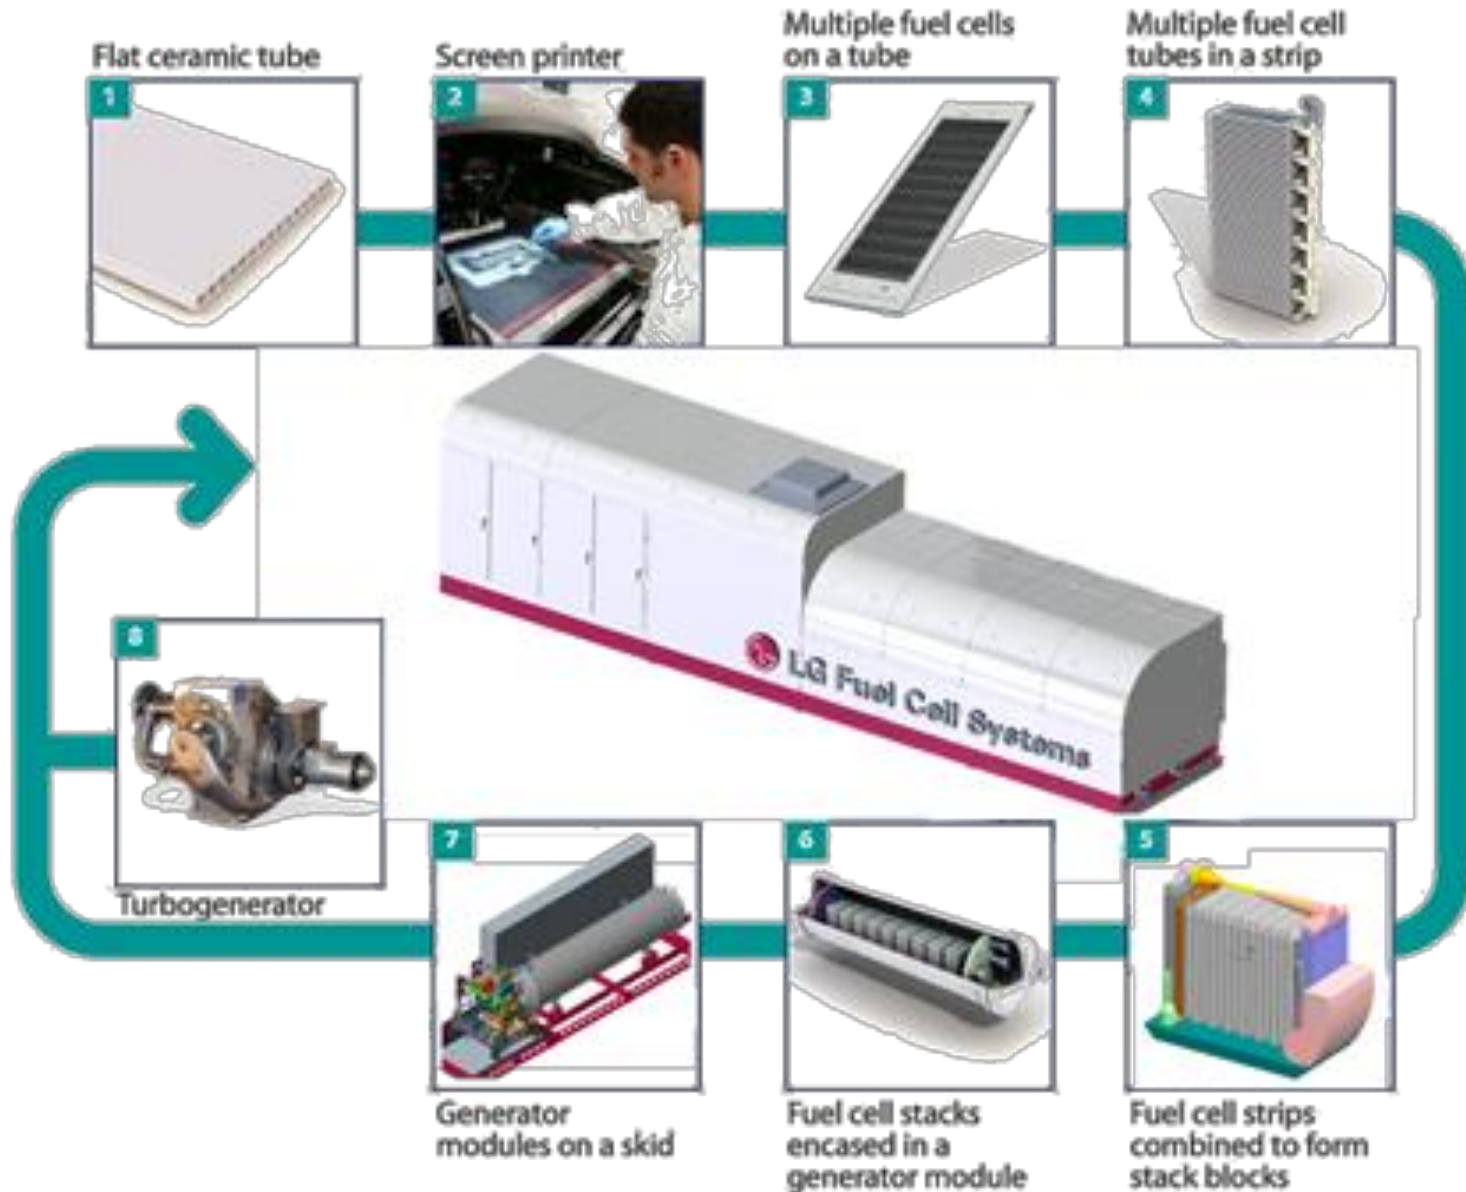 Flat ceramic tube
1
Screen printer
2
Multiple fuel cells
on a tube
3
Multiple fuel cell
tubes in a strip
4
LG Fuel Cell Systems
8
Turbogenerator
7
Generator
modules on a skid
6
Fuel cell stacks
encased in a
generator module
5
Fuel cell strips
combined to form
stack blocks